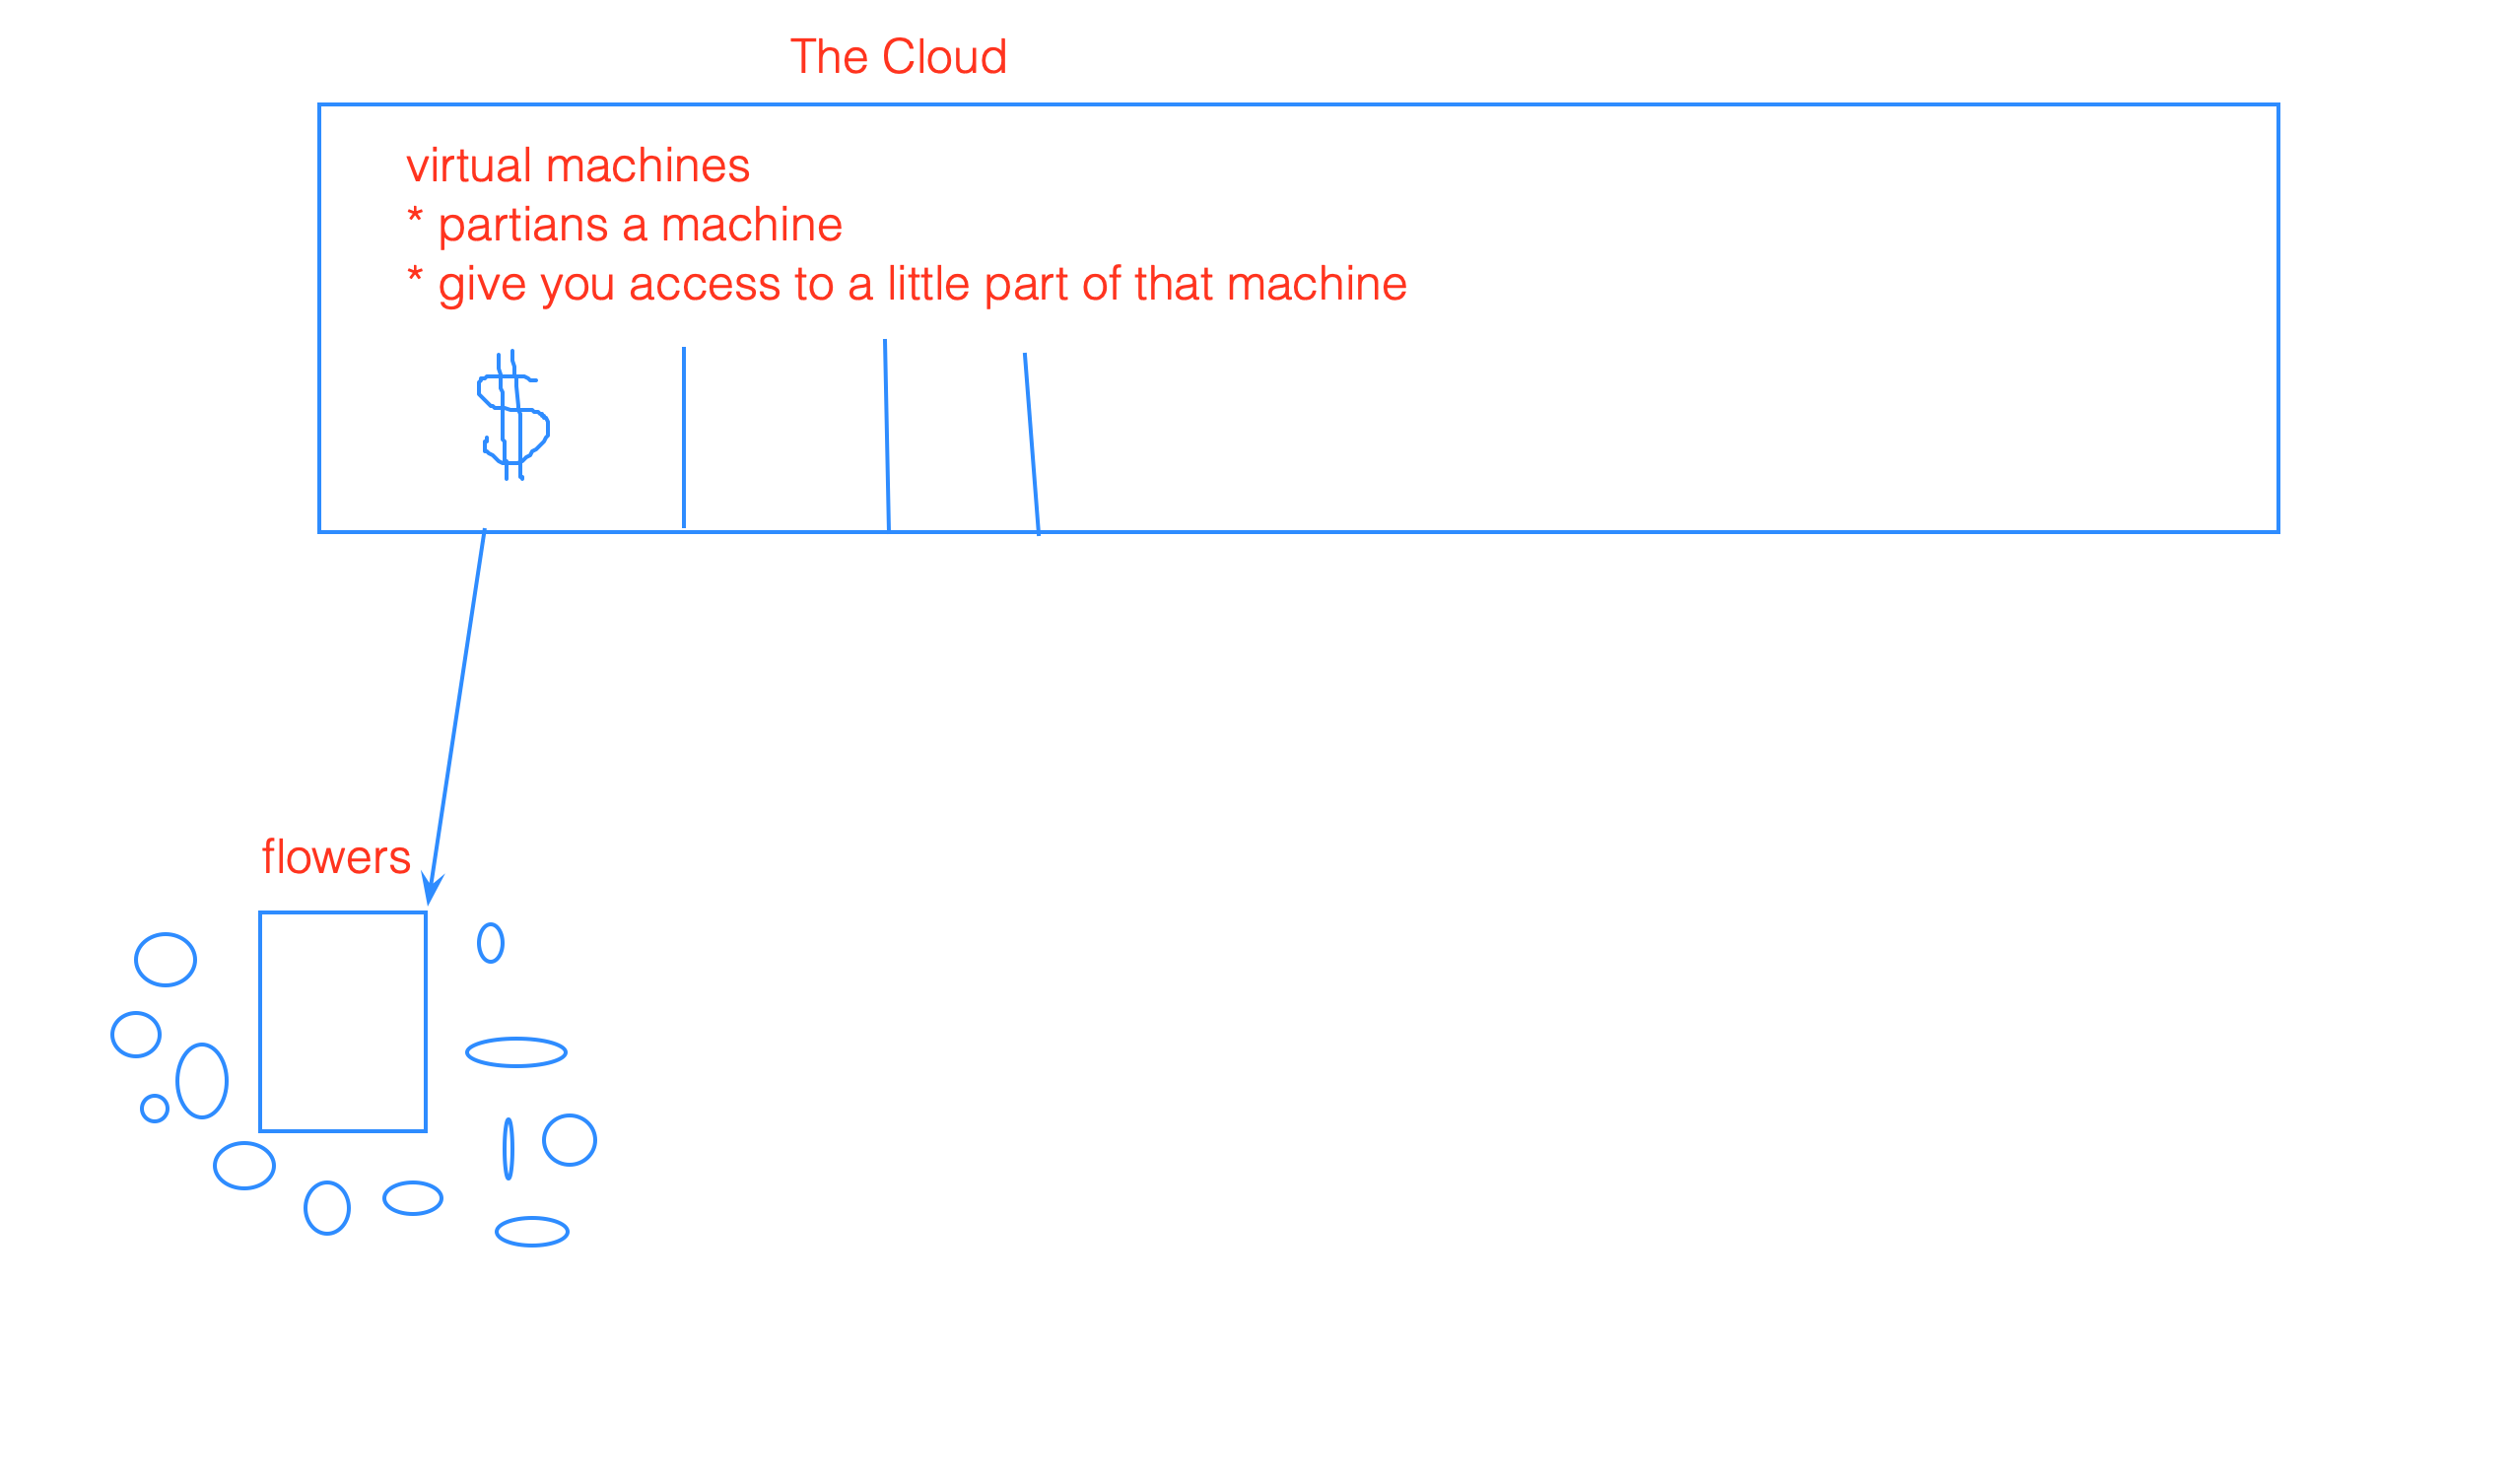 The Cloud
virtual machines
* partians a machine
* give you access to a little part of that machine
$
flowers